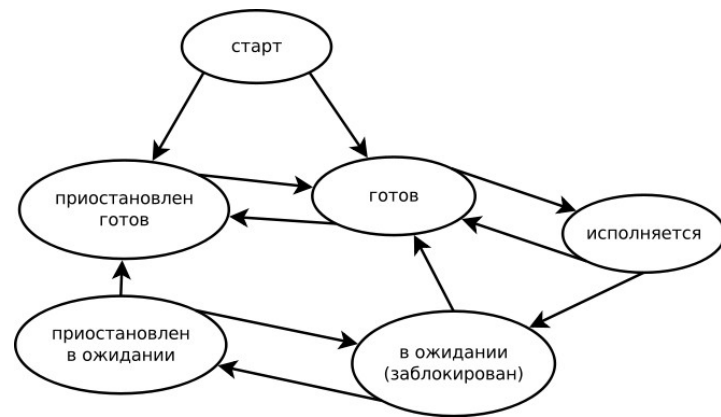 старт
приостановлен
готов
готов
исполняется
приостановлен
в ожидании
в ожидании
(заблокирован)